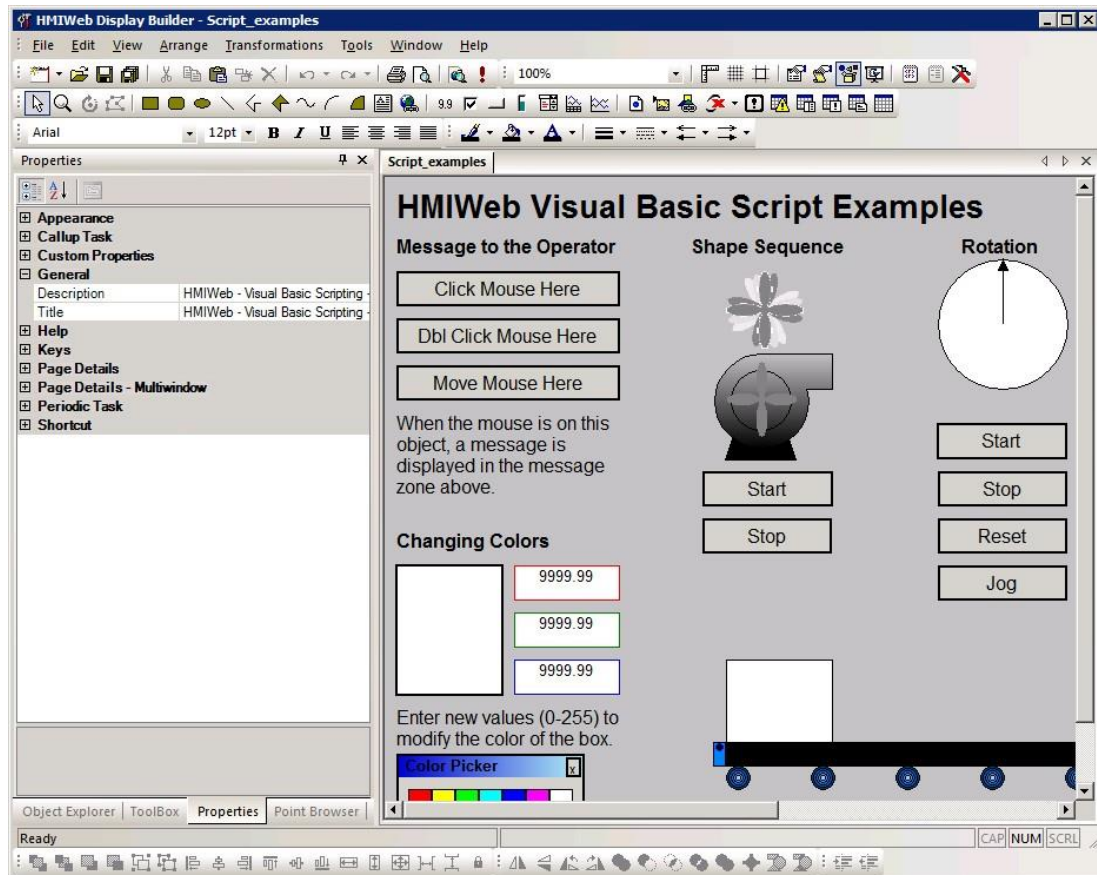 HMIWeb Display Builder - Script_examples
File Edit View Arrange Transformations Tools Window Help
100%
9.9
Arial 12pt B I U A
Properties
Script_examples
Appearance
Callup Task
Custom Properties
General
Description HMIWeb - Visual Basic Scripting -
Title HMIWeb - Visual Basic Scripting -
Help
Keys
Page Details
Page Details - Multiwindow
Periodic Task
Shortcut
HMIWeb Visual Basic Script Examples
Message to the Operator
Click Mouse Here
Dbl Click Mouse Here
Move Mouse Here
When the mouse is on this
object, a message is
displayed in the message
zone above.
Changing Colors
9999.99
9999.99
9999.99
Enter new values (0-255) to
modify the color of the box.
Color Picker x
Shape Sequence
Start
Stop
Rotation
Start
Stop
Reset
Jog
Object Explorer ToolBox Properties Point Browser
Ready CAP NUM SCRL